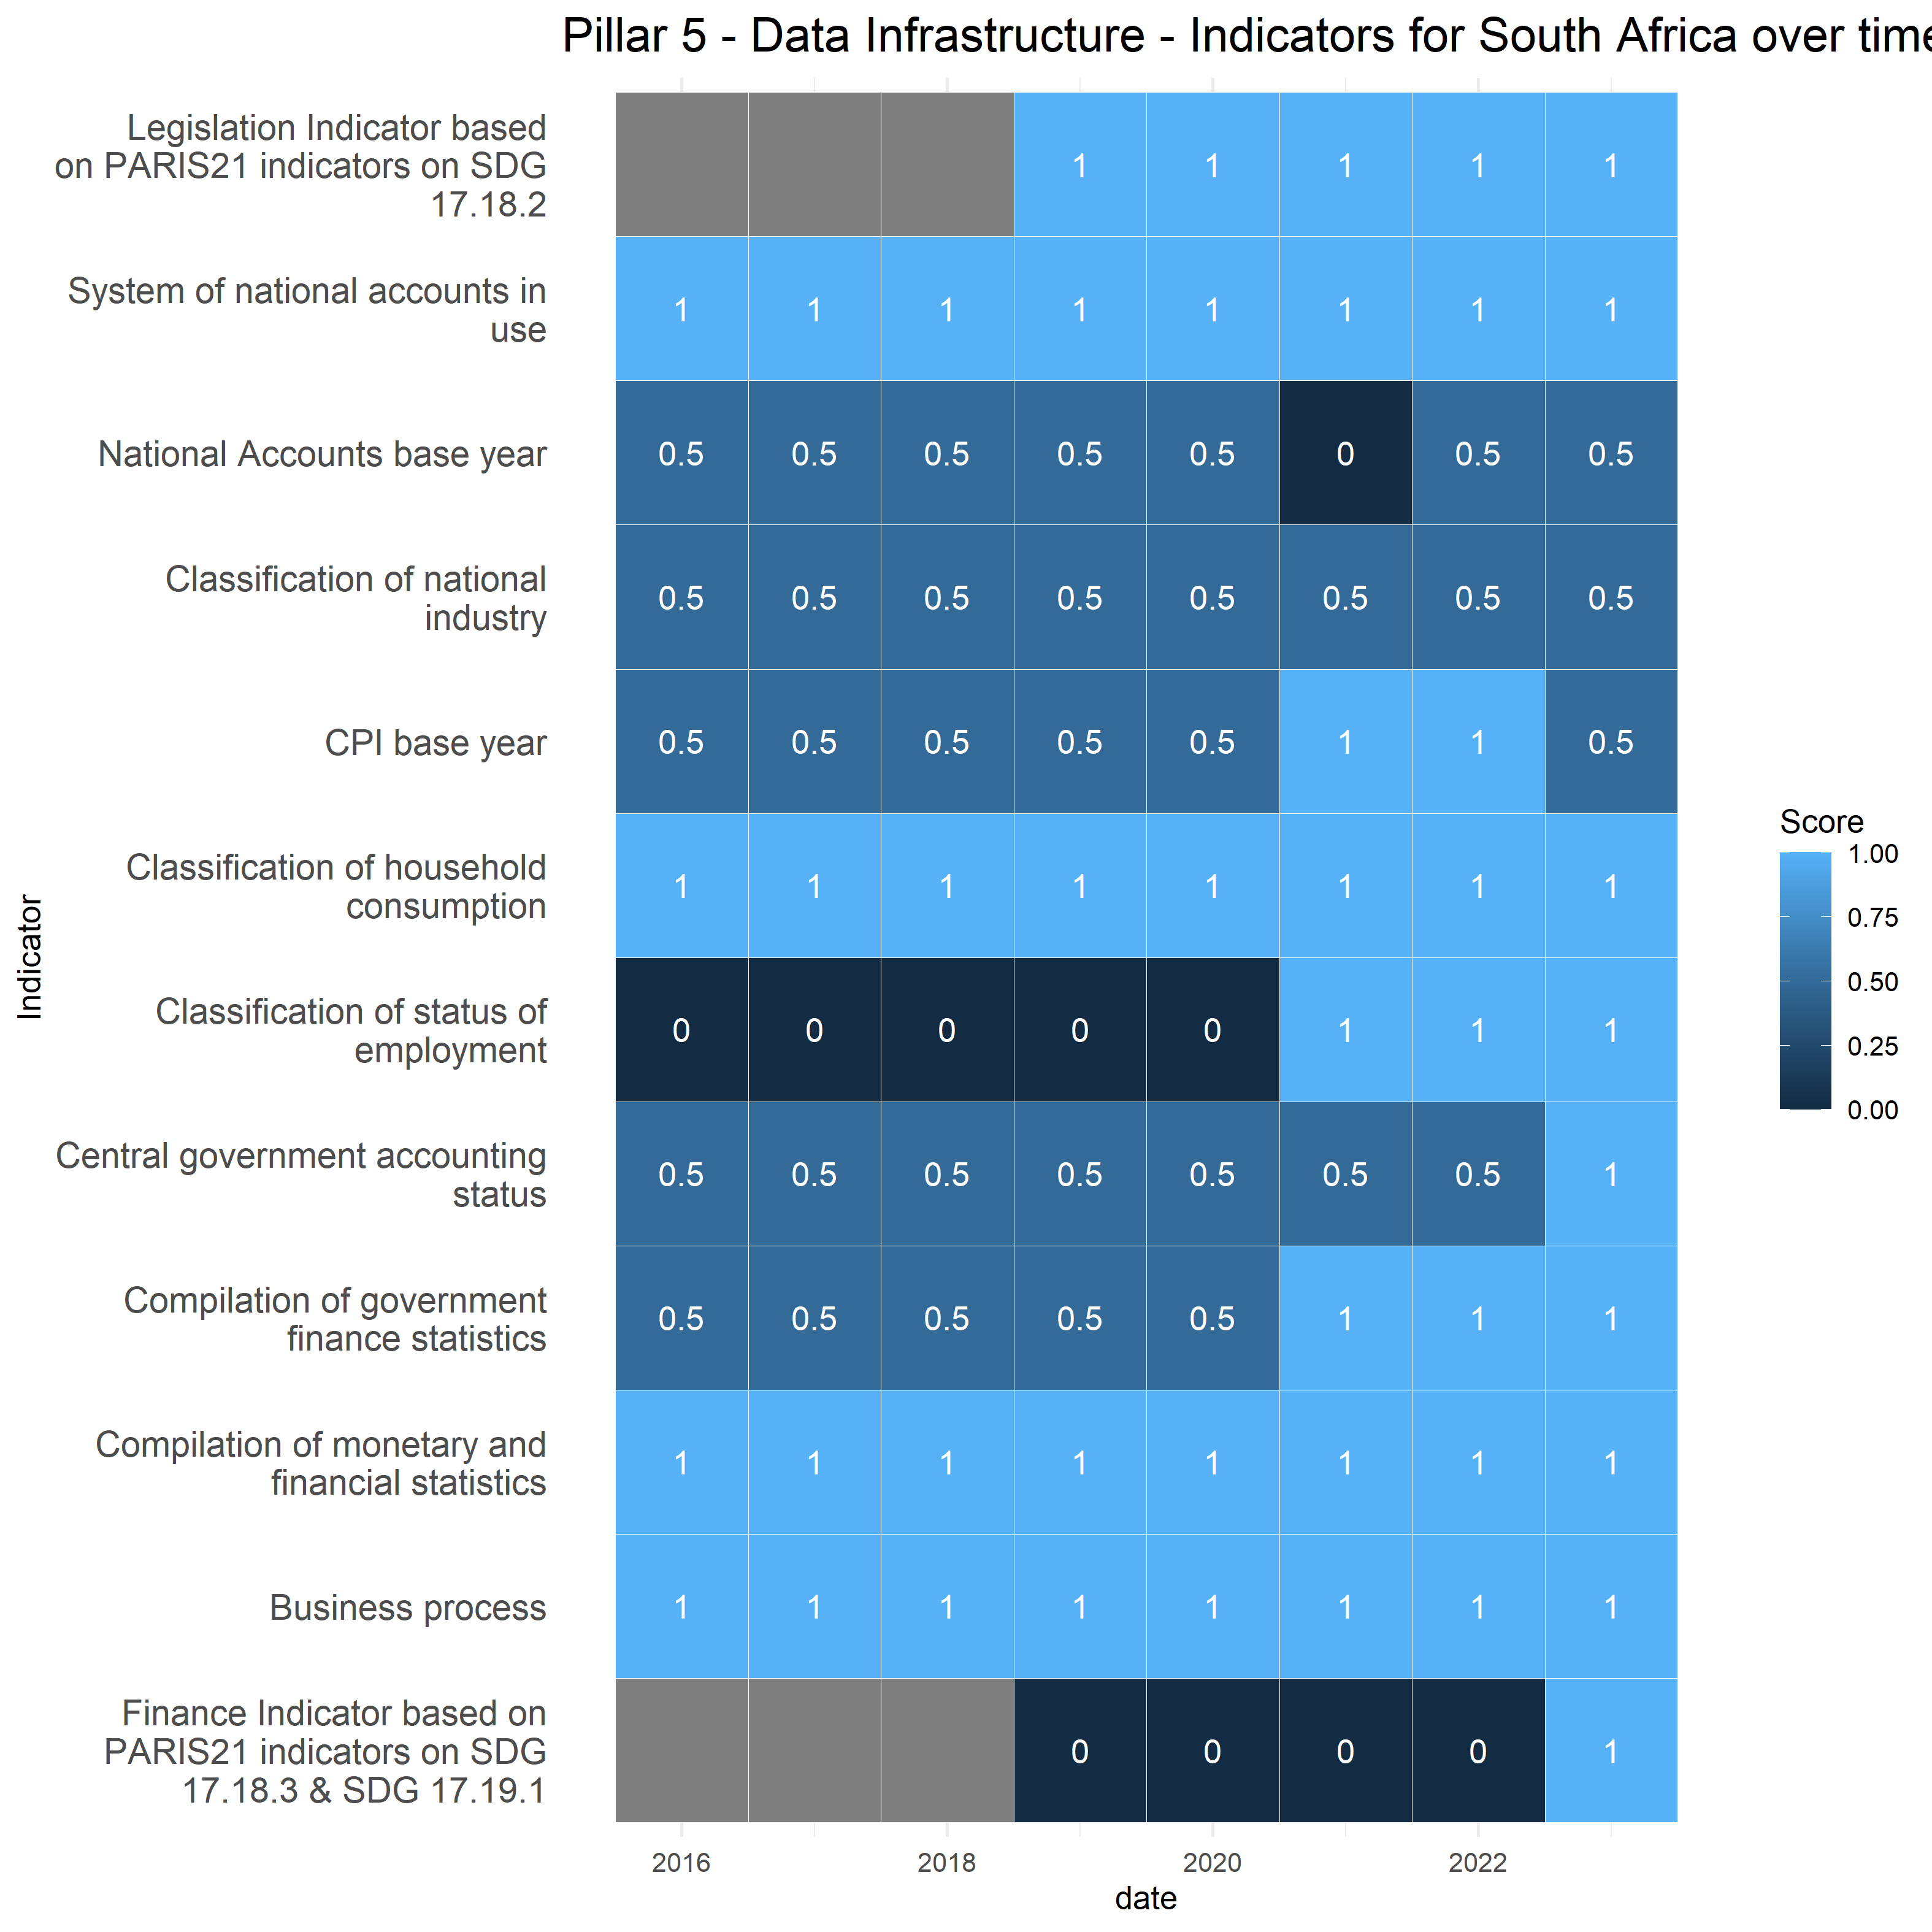 Pillar 5 - Data Infrastructure - Indicators for South Africa over time
Legislation Indicator based
on PARIS21 indicators on SDG
17.18.2
1 1 1 1 1
System of national accounts in
use
1 1 1 1 1 1 1 1
National Accounts base year
0.5 0.5 0.5 0.5 0.5 0 0.5 0.5
Classification of national
industry
0.5 0.5 0.5 0.5 0.5 0.5 0.5 0.5
CPI base year
0.5 0.5 0.5 0.5 0.5 1 1 0.5
Classification of household
consumption
1 1 1 1 1 1 1 1
Classification of status of
employment
0 0 0 0 0 1 1 1
Central government accounting
status
0.5 0.5 0.5 0.5 0.5 0.5 0.5 1
Compilation of government
finance statistics
0.5 0.5 0.5 0.5 0.5 1 1 1
Compilation of monetary and
financial statistics
1 1 1 1 1 1 1 1
Business process
1 1 1 1 1 1 1 1
Finance Indicator based on
PARIS21 indicators on SDG
17.18.3 & SDG 17.19.1
0 0 0 0 1
2016 2018 2020 2022
date
Indicator
Score
1.00
0.75
0.50
0.25
0.00